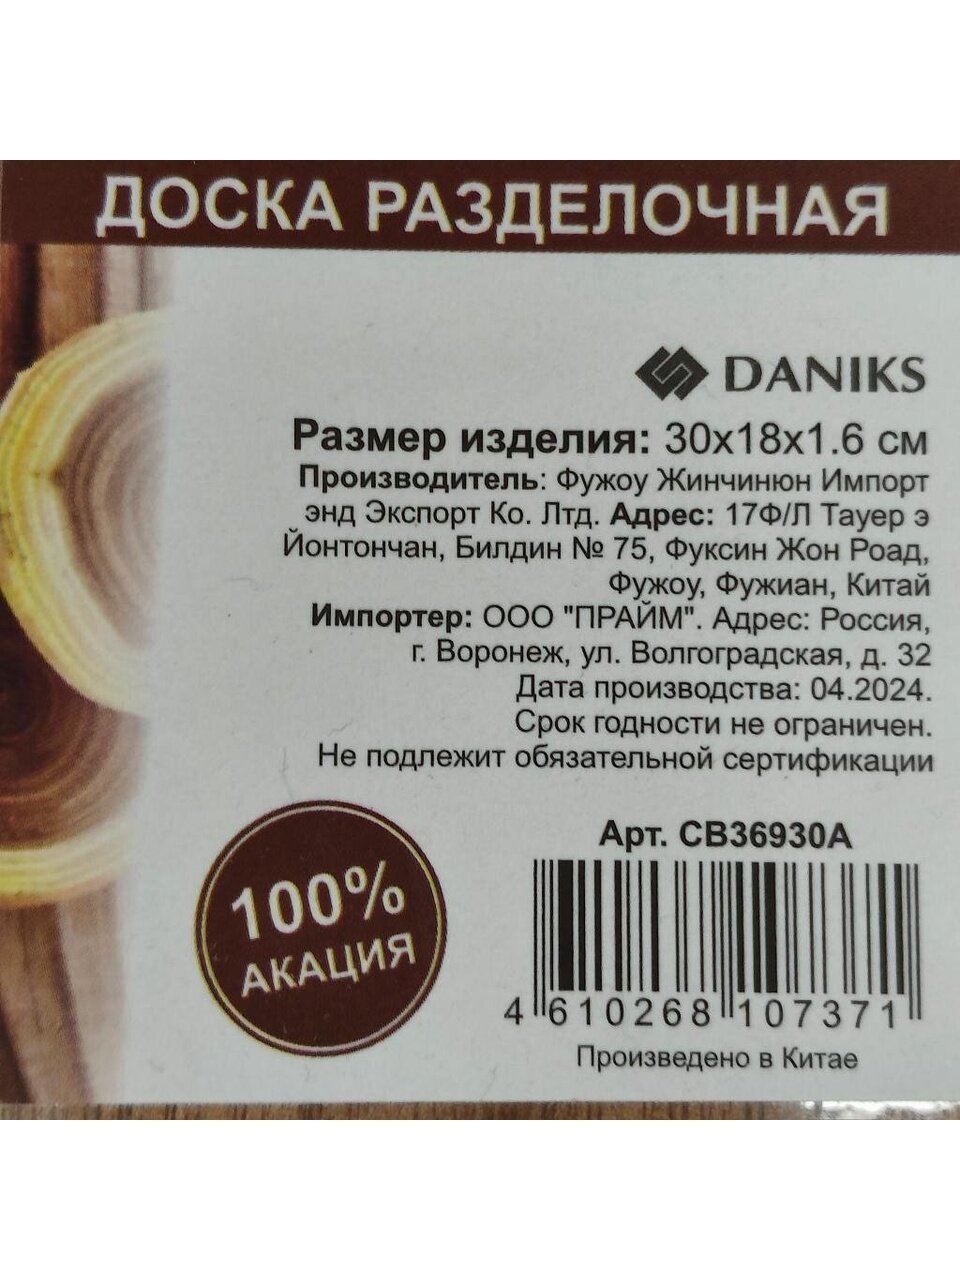 ДОСКА РАЗДЕЛОЧНАЯ
DANIKS
Размер изделия: 30х18х1.6 см
Производитель: Фужоу Жинчинюн Импорт
энд Экспорт Ко. Лтд. Адрес: 17Ф/Л Тауер э
Йонтончан, Билдин № 75, Фуксин Жон Роад,
Фужоу, Фужиан, Китай
Импортер: ООО "ПРАЙМ". Адрес: Россия,
г. Воронеж, ул. Волгоградская, д. 32
Дата производства: 04.2024.
Срок годности не ограничен.
Не подлежит обязательной сертификации
100%
АКАЦИЯ
Арт. CB36930A
4 610268 107371
Произведено в Китае